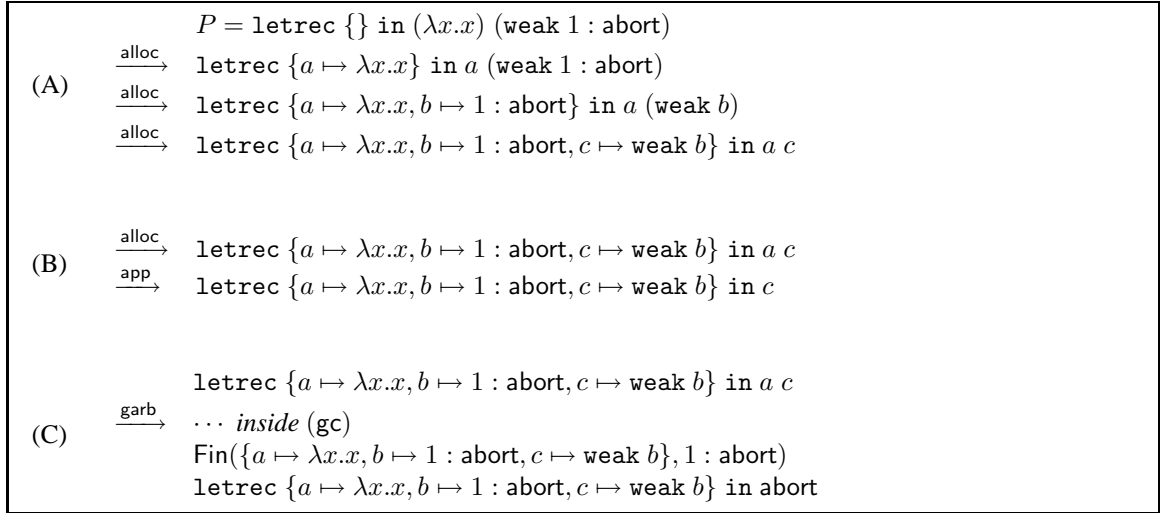 P = letrec {} in (λx.x) (weak 1 : abort)
(A) alloc→ letrec {a ↦ λx.x} in a (weak 1 : abort)
alloc→ letrec {a ↦ λx.x, b ↦ 1 : abort} in a (weak b)
alloc→ letrec {a ↦ λx.x, b ↦ 1 : abort, c ↦ weak b} in a c
(B) alloc→ letrec {a ↦ λx.x, b ↦ 1 : abort, c ↦ weak b} in a c
app→ letrec {a ↦ λx.x, b ↦ 1 : abort, c ↦ weak b} in c
letrec {a ↦ λx.x, b ↦ 1 : abort, c ↦ weak b} in a c
(C) garb→ ··· inside (gc)
Fin({a ↦ λx.x, b ↦ 1 : abort, c ↦ weak b}, 1 : abort)
letrec {a ↦ λx.x, b ↦ 1 : abort, c ↦ weak b} in abort